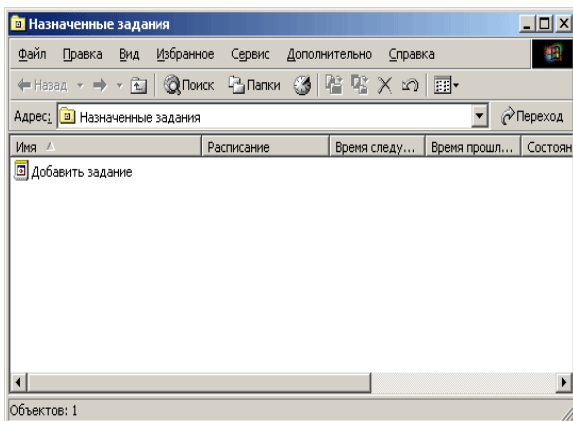 Назначенные задания
Файл Правка Вид Избранное Сервис Дополнительно Справка
Назад Поиск Папки
Адрес: Назначенные задания Переход
Имя Расписание Время следу... Время прошл... Состоян
Добавить задание
Объектов: 1